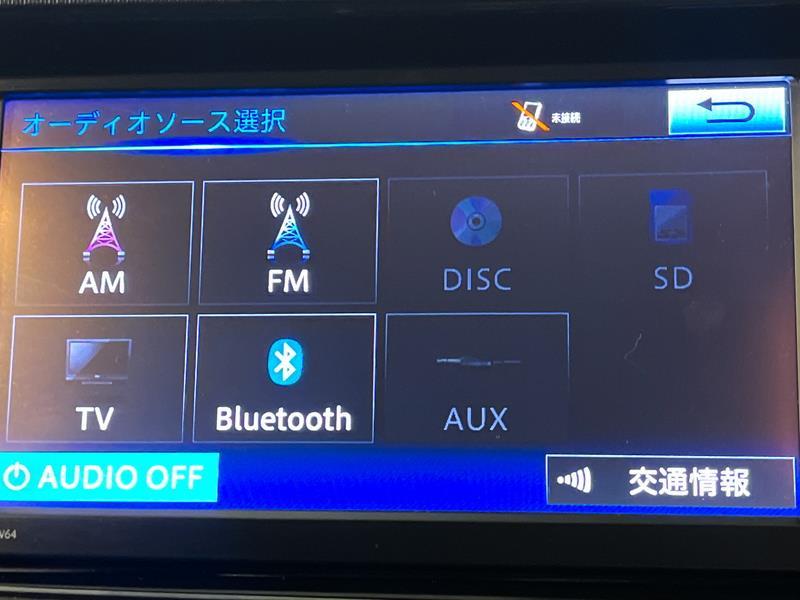 オーディオソース選択
未接続
AM
FM
DISC
SD
TV
Bluetooth
AUX
AUDIO OFF
交通情報
W64